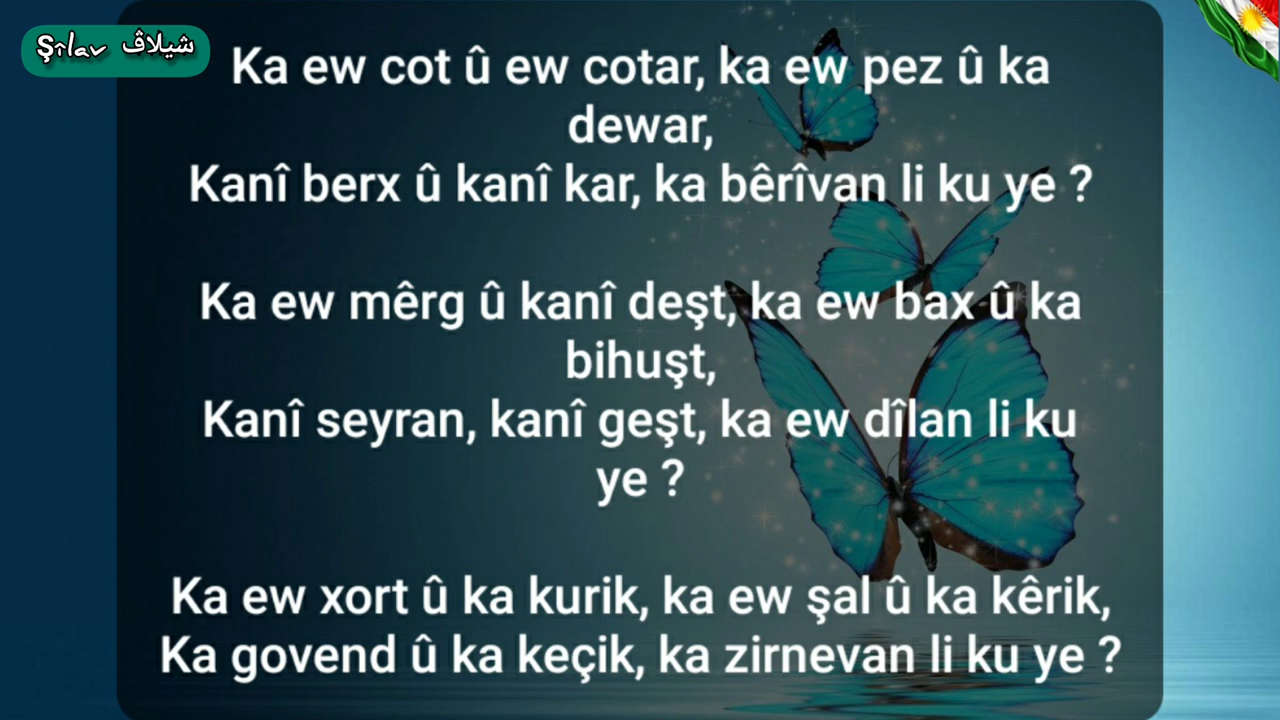 Şîlav شیلاڤ
Ka ew cot û ew cotar, ka ew pez û ka
dewar,
Kanî berx û kanî kar, ka bêrîvan li ku ye ?
Ka ew mêrg û kanî deşt, ka ew bax û ka
bihuşt,
Kanî seyran, kanî geşt, ka ew dîlan li ku
ye ?
Ka ew xort û ka kurik, ka ew şal û ka kêrik,
Ka govend û ka keçik, ka zirnevan li ku ye ?